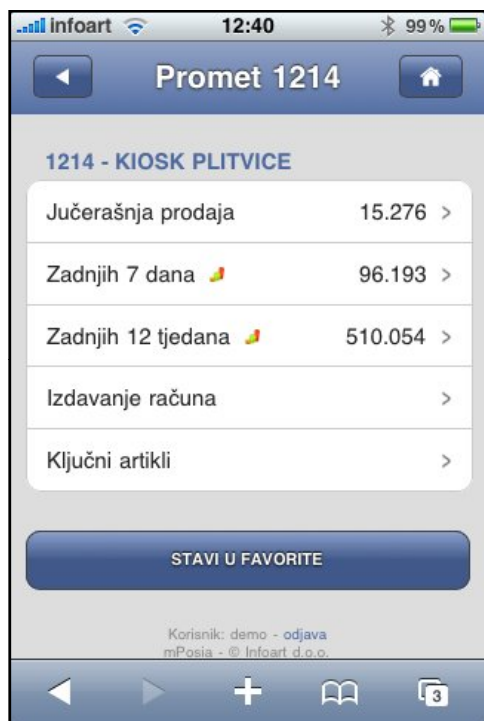 infoart 12:40 99%
Promet 1214
1214 - KIOSK PLITVICE
Jučerašnja prodaja 15.276 >
Zadnjih 7 dana 96.193 >
Zadnjih 12 tjedana 510.054 >
Izdavanje računa >
Ključni artikli >
STAVI U FAVORITE
Korisnik: demo - odjava
mPosia - © Infoart d.o.o.
3